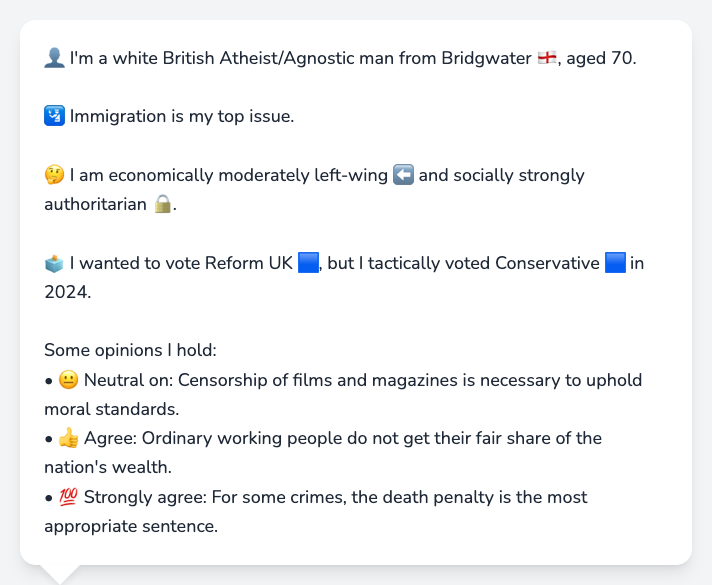 👤 I'm a white British Atheist/Agnostic man from Bridgwater 🏴󠁧󠁢󠁥󠁮󠁧󠁿, aged 70.
🛂 Immigration is my top issue.
🤔 I am economically moderately left-wing ⬅️ and socially strongly
authoritarian 🔒.
🗳️ I wanted to vote Reform UK 🟦, but I tactically voted Conservative 🟦 in
2024.
Some opinions I hold:
• 😐 Neutral on: Censorship of films and magazines is necessary to uphold
moral standards.
• 👍 Agree: Ordinary working people do not get their fair share of the
nation's wealth.
• 💯 Strongly agree: For some crimes, the death penalty is the most
appropriate sentence.